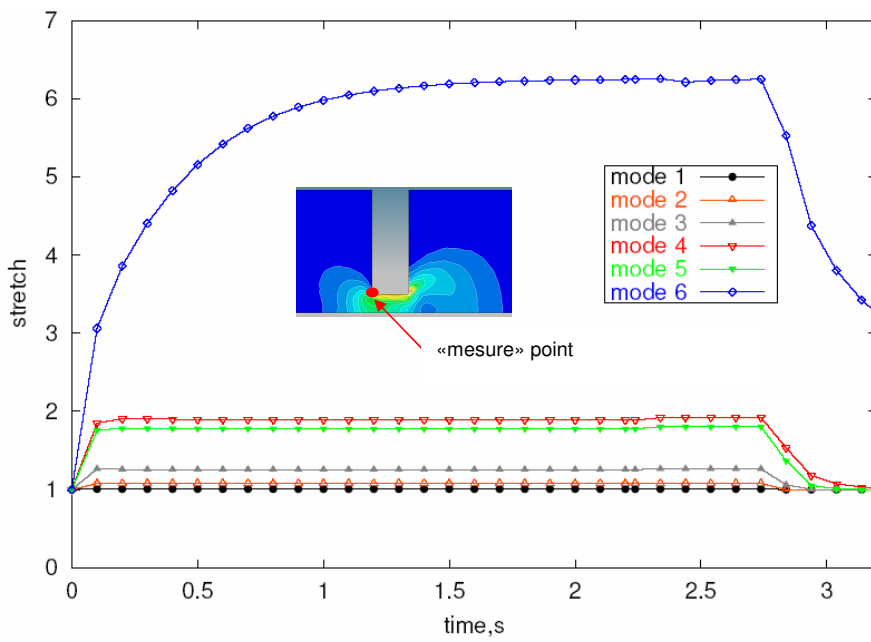 7
6
5
4
3
2
1
0
stretch
0
0.5
1
1.5
2
2.5
3
time,s
mode 1
mode 2
mode 3
mode 4
mode 5
mode 6
«mesure» point